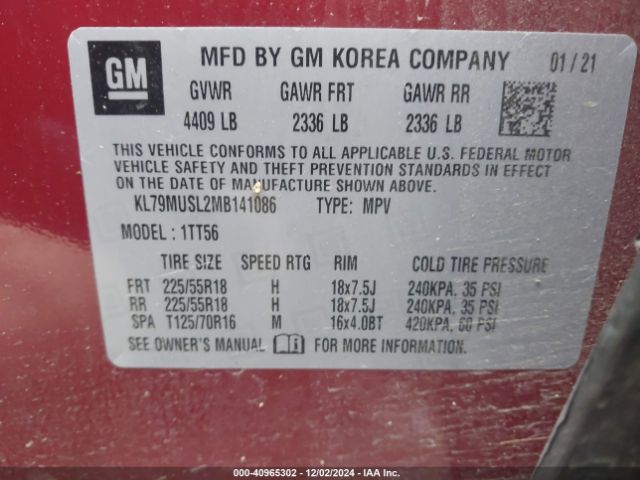 GM
MFD BY GM KOREA COMPANY 01/21
GVWR GAWR FRT GAWR RR
4409 LB 2336 LB 2336 LB
THIS VEHICLE CONFORMS TO ALL APPLICABLE U.S. FEDERAL MOTOR
VEHICLE SAFETY AND THEFT PREVENTION STANDARDS IN EFFECT
ON THE DATE OF MANUFACTURE SHOWN ABOVE.
KL79MUSL2MB141086 TYPE: MPV
MODEL: 1TT56
TIRE SIZE SPEED RTG RIM COLD TIRE PRESSURE
FRT 225/55R18 H 18x7.5J 240KPA, 35 PSI
RR 225/55R18 H 18x7.5J 240KPA, 35 PSI
SPA T125/70R16 M 16x4.0BT 420KPA, 60 PSI
SEE OWNER'S MANUAL FOR MORE INFORMATION.
000-40965302 - 12/02/2024 - IAA Inc.